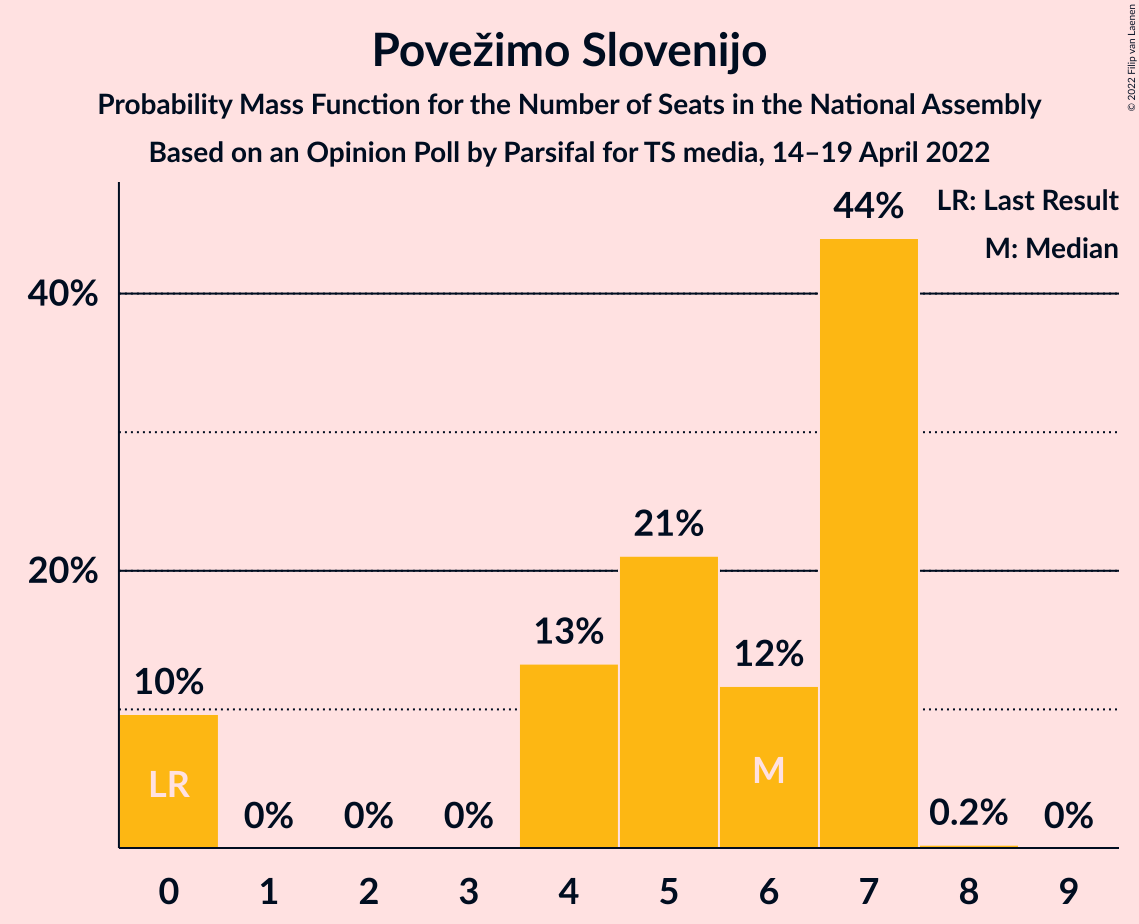 Povežimo Slovenijo
Probability Mass Function for the Number of Seats in the National Assembly
Based on an Opinion Poll by Parsifal for TS media, 14–19 April 2022
© 2022 Filip van Laenen
LR: Last Result
M: Median
44%
40%
21%
20%
13%
12%
10%
LR
M
0%
0%
0%
0.2%
0%
0 1 2 3 4 5 6 7 8 9